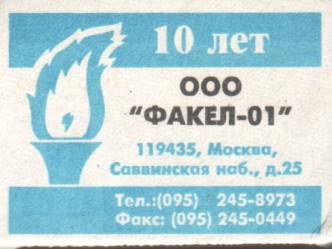 10 лет
ООО
"ФАКЕЛ-01"
119435, Москва,
Саввинская наб., д.25
Тел.:(095) 245-8973
Факс: (095) 245-0449